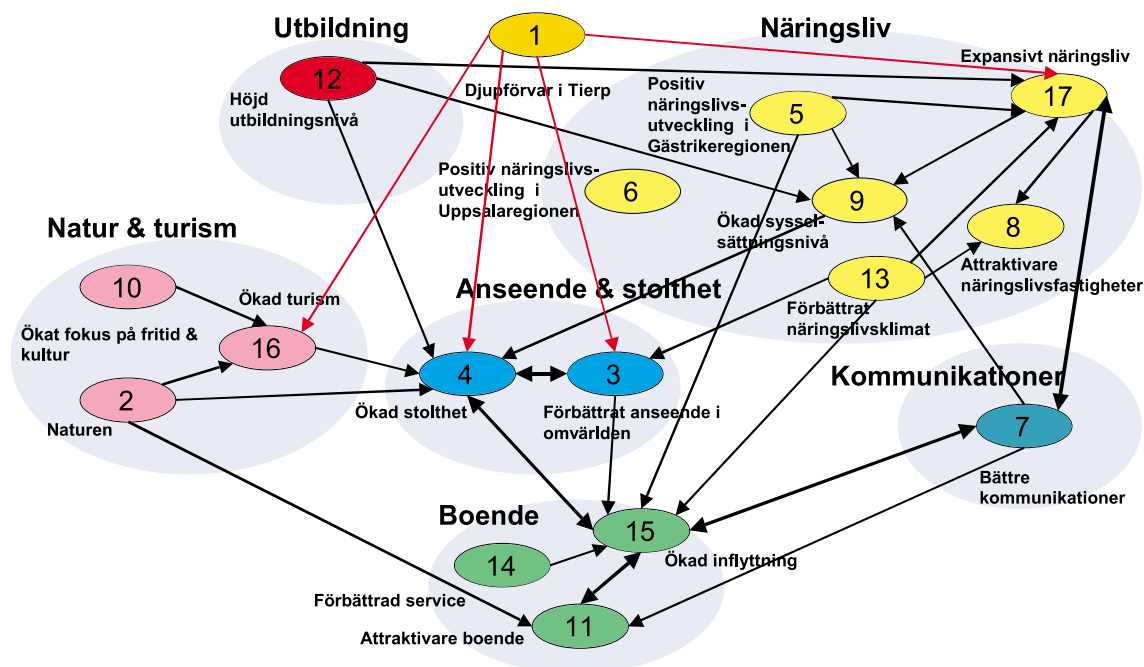 Utbildning
1
Näringsliv
12
Expansivt näringsliv
17
Höjd
utbildningsnivå
Djupförvar i Tierp
Positiv
näringslivs-
utveckling i
Gästrikeregionen
5
Positiv näringslivs-
utveckling i
Uppsalaregionen
6
9
Ökad syssel-
sättningsnivå
8
Attraktivare
näringslivsfastigheter
13
Förbättrat
näringslivsklimat
Natur & turism
10
Ökad turism
Ökat fokus på fritid &
kultur
16
2
Naturen
Anseende & stolthet
4
3
Ökad stolthet
Förbättrat anseende i
omvärlden
Kommunikationer
7
Bättre
kommunikationer
Boende
15
Ökad inflyttning
14
Förbättrad service
11
Attraktivare boende